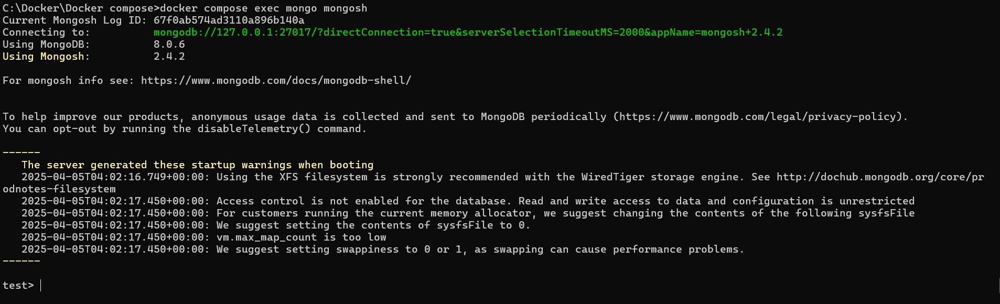 C:\Docker\Docker compose>docker compose exec mongo mongosh
Current Mongosh Log ID: 67f0ab574ad3110a896b140a
Connecting to:          mongodb://127.0.0.1:27017/?directConnection=true&serverSelectionTimeoutMS=2000&appName=mongosh+2.4.2
Using MongoDB:          8.0.6
Using Mongosh:          2.4.2
For mongosh info see: https://www.mongodb.com/docs/mongodb-shell/
To help improve our products, anonymous usage data is collected and sent to MongoDB periodically (https://www.mongodb.com/legal/privacy-policy).
You can opt-out by running the disableTelemetry() command.
------
   The server generated these startup warnings when booting
   2025-04-05T04:02:16.749+00:00: Using the XFS filesystem is strongly recommended with the WiredTiger storage engine. See http://dochub.mongodb.org/core/pr
odnotes-filesystem
   2025-04-05T04:02:17.450+00:00: Access control is not enabled for the database. Read and write access to data and configuration is unrestricted
   2025-04-05T04:02:17.450+00:00: For customers running the current memory allocator, we suggest changing the contents of the following sysfsFile
   2025-04-05T04:02:17.450+00:00: We suggest setting the contents of sysfsFile to 0.
   2025-04-05T04:02:17.450+00:00: vm.max_map_count is too low
   2025-04-05T04:02:17.450+00:00: We suggest setting swappiness to 0 or 1, as swapping can cause performance problems.
------
test>